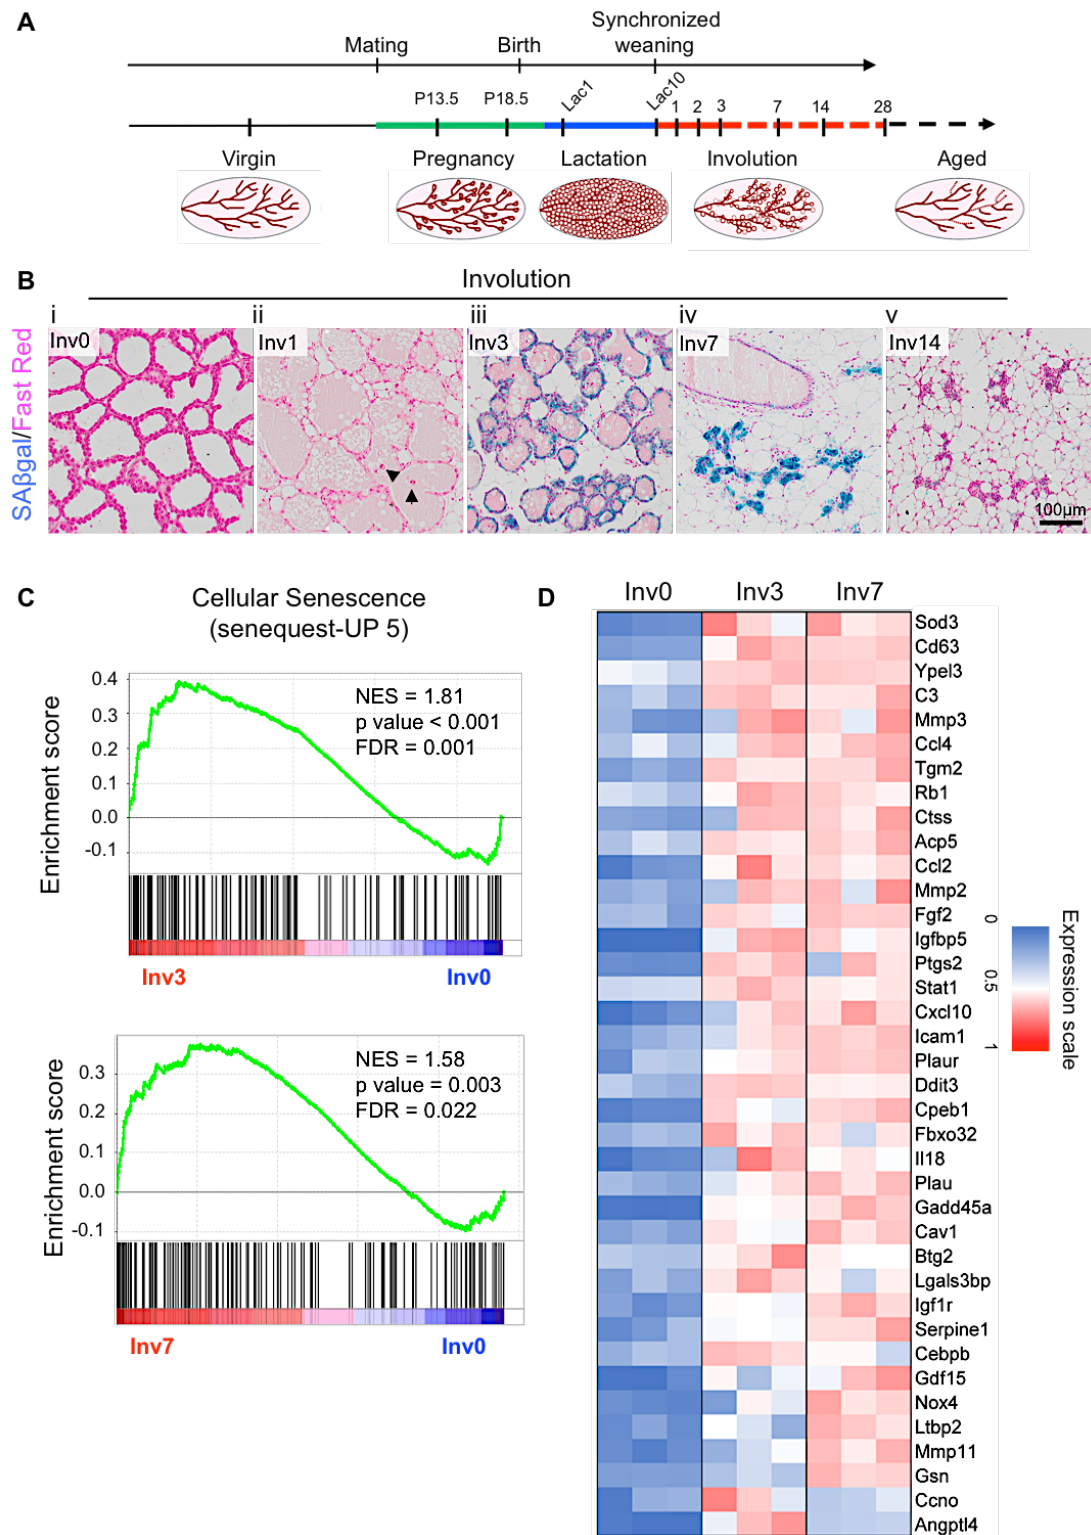 A
Synchronized
Mating Birth weaning
P13.5 P18.5 Lac1 Lac10 1 2 3 7 14 28
Virgin Pregnancy Lactation Involution Aged
B
Involution
i ii iii iv v
SAβgal/Fast Red
Inv0 Inv1 Inv3 Inv7 Inv14
100µm
C
Cellular Senescence
(senequest-UP 5)
Enrichment score
0.4
0.3
0.2
0.1
0.0
-0.1
NES = 1.81
p value < 0.001
FDR = 0.001
Inv3 Inv0
Enrichment score
0.3
0.2
0.1
0.0
-0.1
NES = 1.58
p value = 0.003
FDR = 0.022
Inv7 Inv0
D
Inv0 Inv3 Inv7
Sod3
Cd63
Ypel3
C3
Mmp3
Ccl4
Tgm2
Rb1
Ctss
Acp5
Ccl2
Mmp2
Fgf2
Igfbp5
Ptgs2
Stat1
Cxcl10
Icam1
Plaur
Ddit3
Cpeb1
Fbxo32
Il18
Plau
Gadd45a
Cav1
Btg2
Lgals3bp
Igf1r
Serpine1
Cebpb
Gdf15
Nox4
Ltbp2
Mmp11
Gsn
Ccno
Angptl4
0 0.5 1
Expression scale